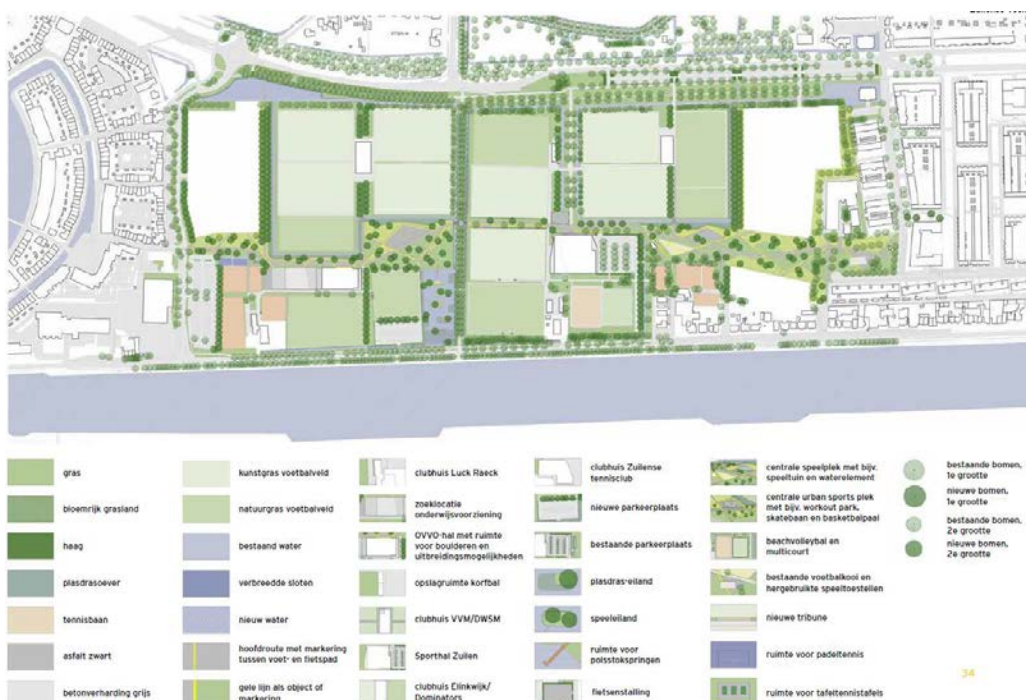 gras
bloemrijk grasland
haag
plasdrasoever
tennisbaan
asfalt zwart
betonverharding grijs
kunstgras voetbalveld
natuurgras voetbalveld
bestaand water
verbreedde sloten
nieuw water
hoofdroute met markering
tussen voet- en fietspad
gele lijn als object of
markering
clubhuis Luck Raeck
zoeklocatie
onderwijsvoorziening
OVVO-hal met ruimte
voor boulderen en
uitbreidingsmogelijkheden
opslagruimte korfbal
clubhuis VVM/DWSM
Sporthal Zuilen
clubhuis Elinkwijk/
Dominators
clubhuis Zuilense
tennisclub
nieuwe parkeerplaats
bestaande parkeerplaats
plasdras-eiland
speeleiland
ruimte voor
polsstokspringen
fietsenstalling
centrale speelplek met bijv.
speeltuin en waterelement
centrale urban sports plek
met bijv. workout park,
skatebaan en basketbalpaal
beachvolleybal en
multicourt
bestaande voetbalkooi en
hergebruikte speeltoestellen
nieuwe tribune
ruimte voor padeltennis
ruimte voor tafeltennistafels
bestaande bomen,
1e grootte
nieuwe bomen,
1e grootte
bestaande bomen,
2e grootte
nieuwe bomen,
2e grootte
34